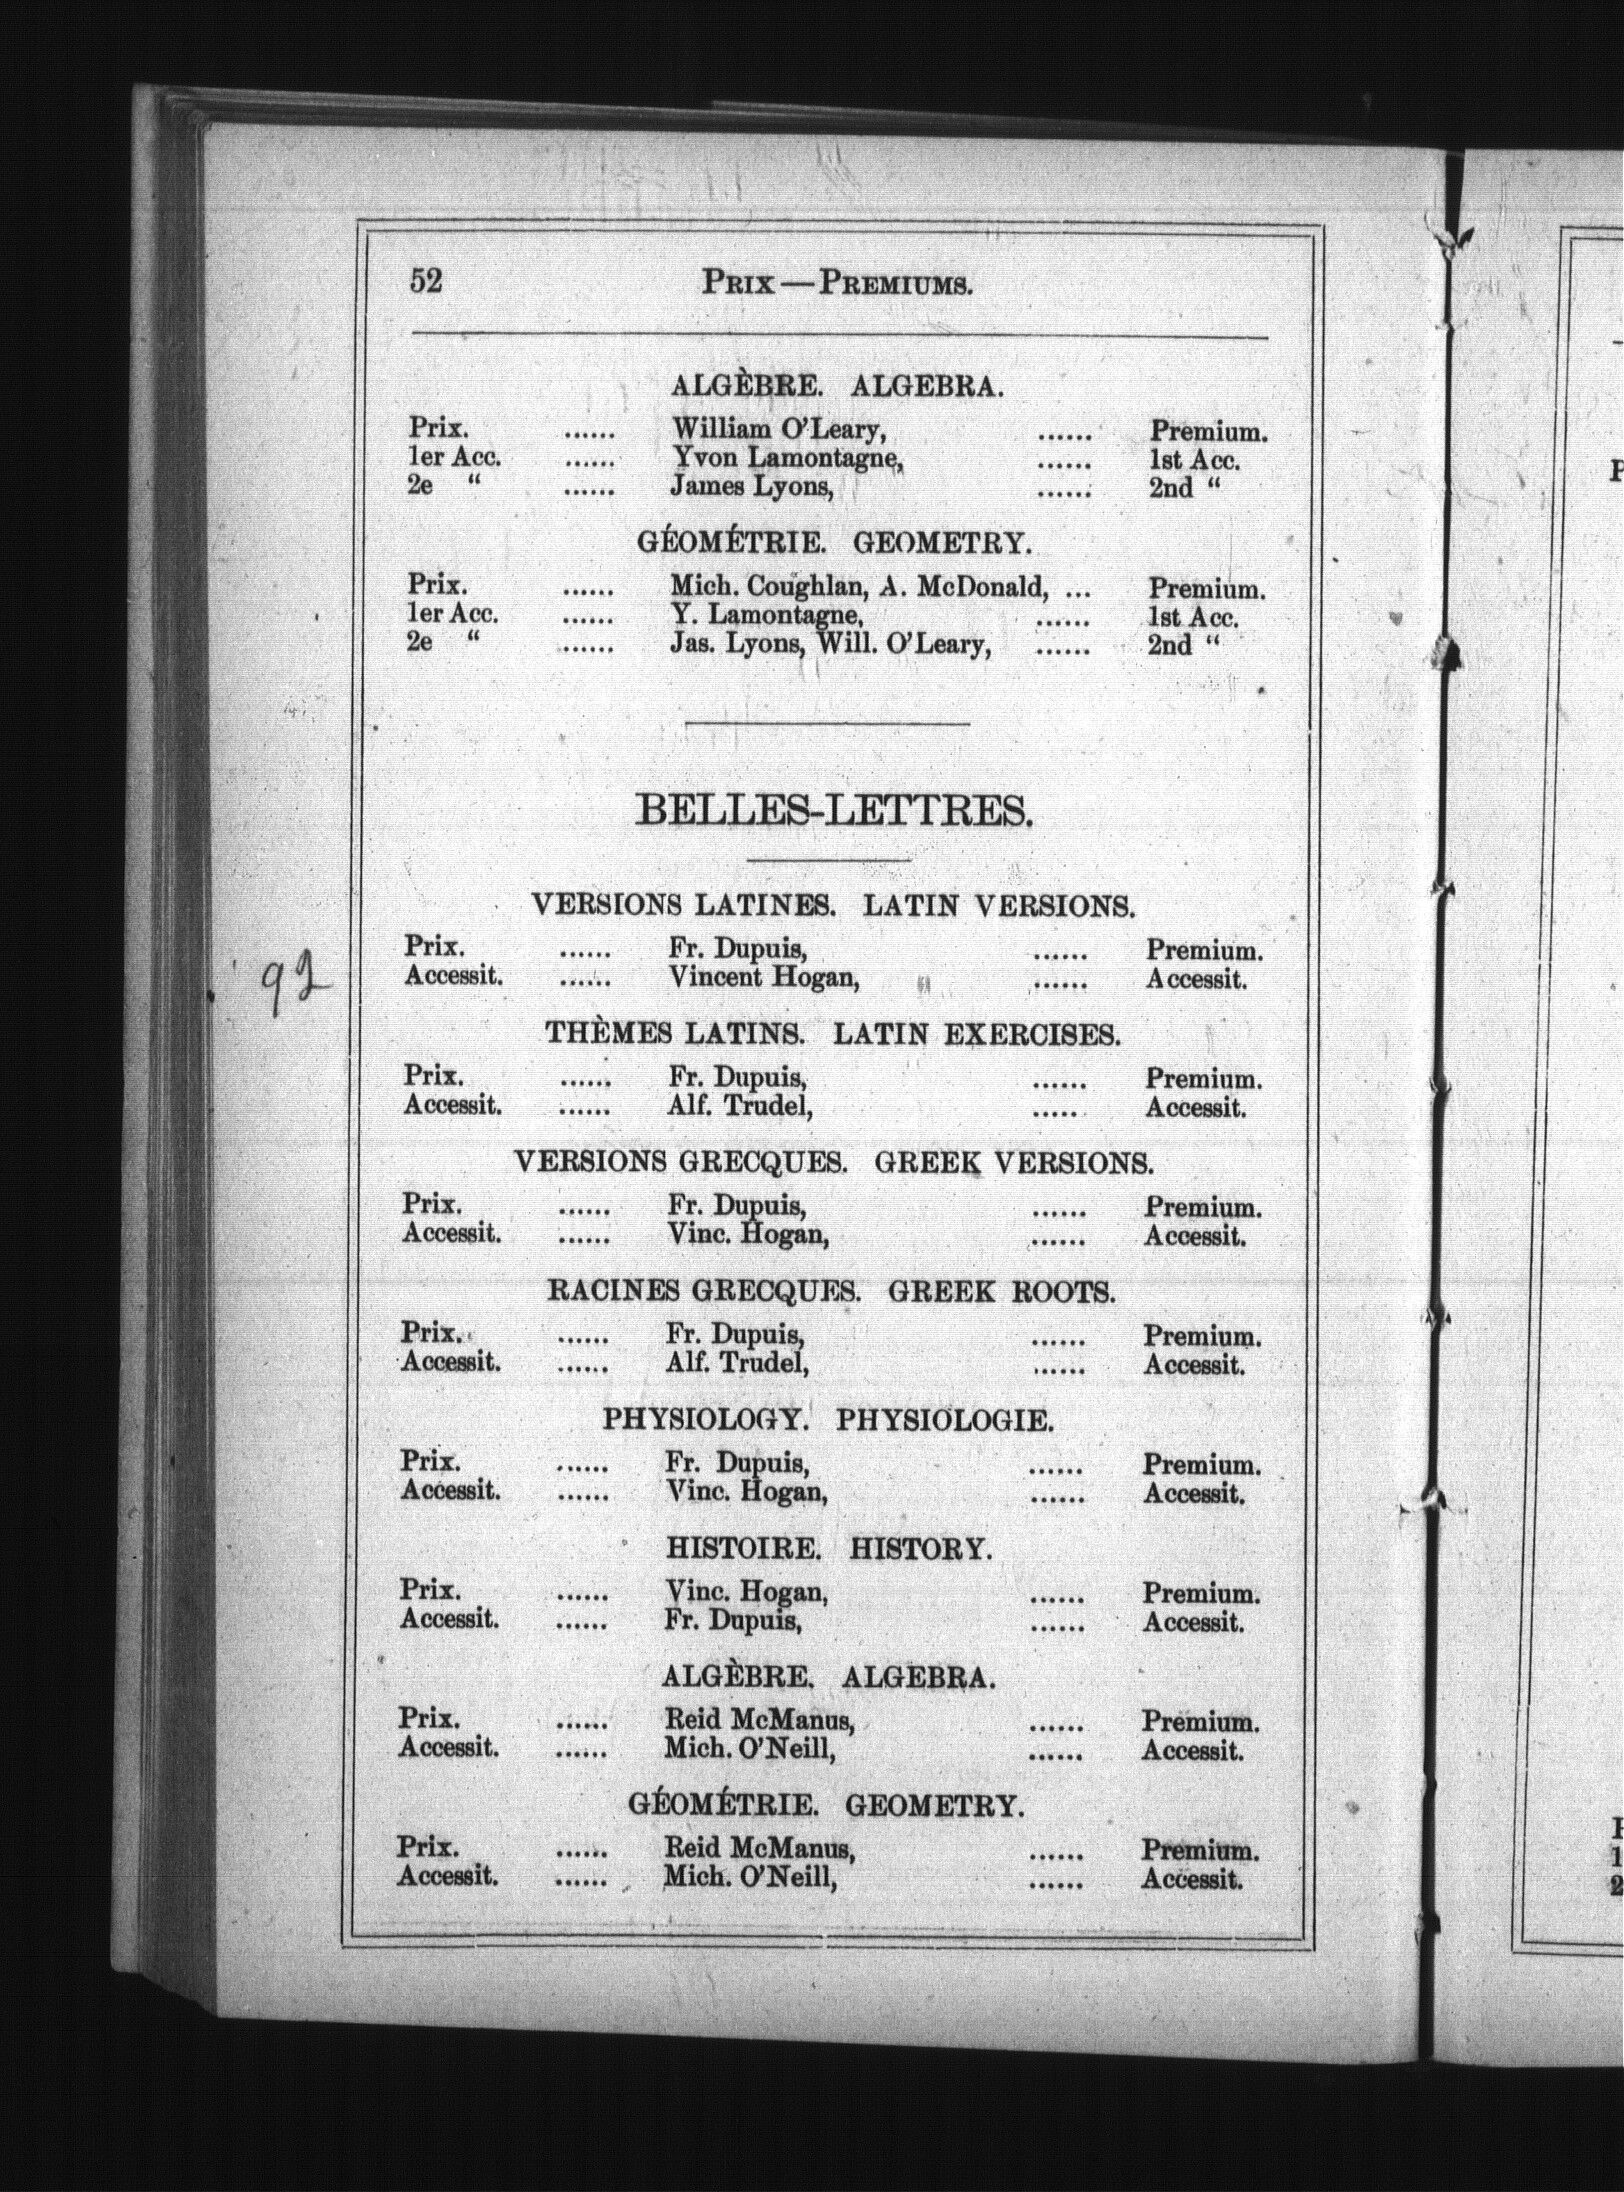 52 PRIX—PREMIUMS.
ALGÈBRE. ALGEBRA.
Prix. ...... William O'Leary, ...... Premium.
1er Acc. ...... Yvon Lamontagne, ...... 1st Acc.
2e " ...... James Lyons, ...... 2nd "
GÉOMÉTRIE. GEOMETRY.
Prix. ...... Mich. Coughlan, A. McDonald, ... Premium.
1er Acc. ...... Y. Lamontagne, ...... 1st Acc.
2e " ...... Jas. Lyons, Will. O'Leary, ...... 2nd "
BELLES-LETTRES.
VERSIONS LATINES. LATIN VERSIONS.
Prix. ...... Fr. Dupuis, ...... Premium.
'92
Accessit. ...... Vincent Hogan, ...... Accessit.
THÈMES LATINS. LATIN EXERCISES.
Prix. ...... Fr. Dupuis, ...... Premium.
Accessit. ...... Alf. Trudel, ..... Accessit.
VERSIONS GRECQUES. GREEK VERSIONS.
Prix. ...... Fr. Dupuis, ...... Premium.
Accessit. ...... Vinc. Hogan, ...... Accessit.
RACINES GRECQUES. GREEK ROOTS.
Prix. ...... Fr. Dupuis, ...... Premium.
Accessit. ...... Alf. Trudel, ...... Accessit.
PHYSIOLOGY. PHYSIOLOGIE.
Prix. ...... Fr. Dupuis, ...... Premium.
Accessit. ...... Vinc. Hogan, ...... Accessit.
HISTOIRE. HISTORY.
Prix. ...... Vinc. Hogan, ...... Premium.
Accessit. ...... Fr. Dupuis, ...... Accessit.
ALGÈBRE. ALGEBRA.
Prix. ...... Reid McManus, ...... Premium.
Accessit. ...... Mich. O'Neill, ...... Accessit.
GÉOMÉTRIE. GEOMETRY.
Prix. ...... Reid McManus, ...... Premium.
Accessit. ...... Mich. O'Neill, ...... Accessit.